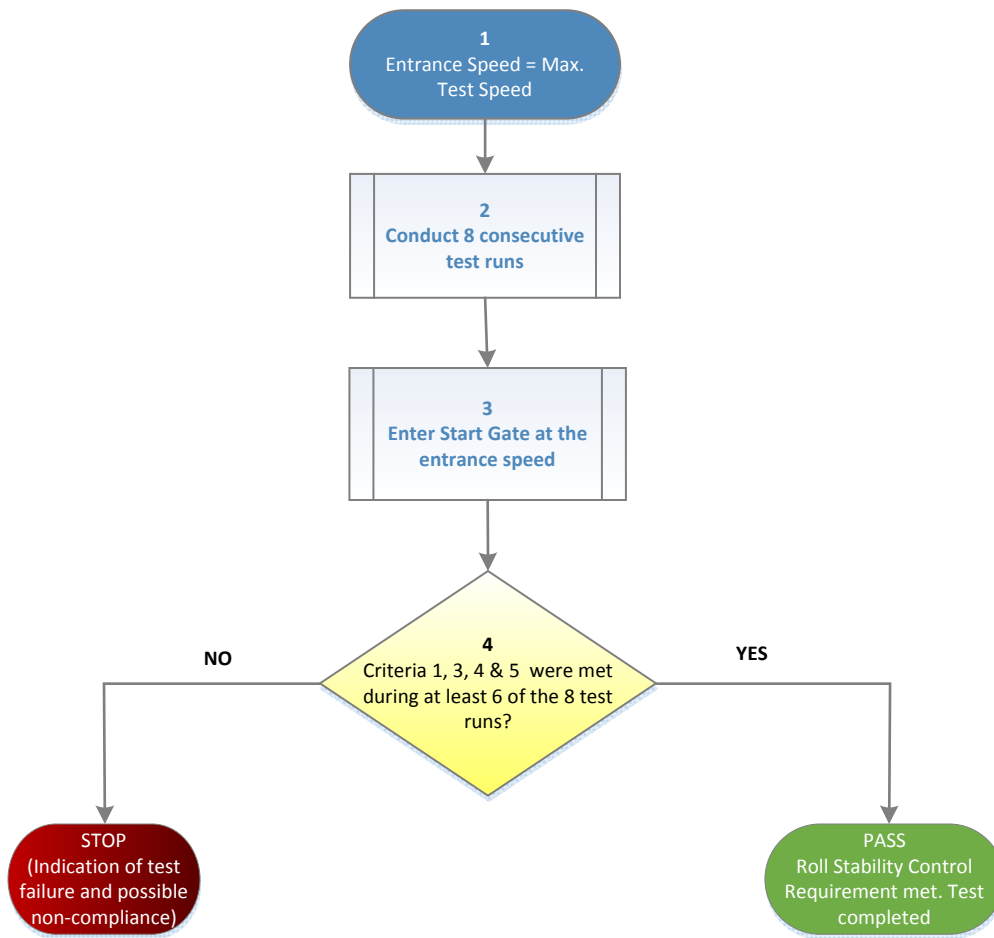 1
Entrance Speed = Max.
Test Speed
2
Conduct 8 consecutive
test runs
3
Enter Start Gate at the
entrance speed
4
Criteria 1, 3, 4 & 5  were met
during at least 6 of the 8 test
runs?
NO
YES
STOP
(Indication of test
failure and possible
non-compliance)
PASS
Roll Stability Control
Requirement met. Test
completed